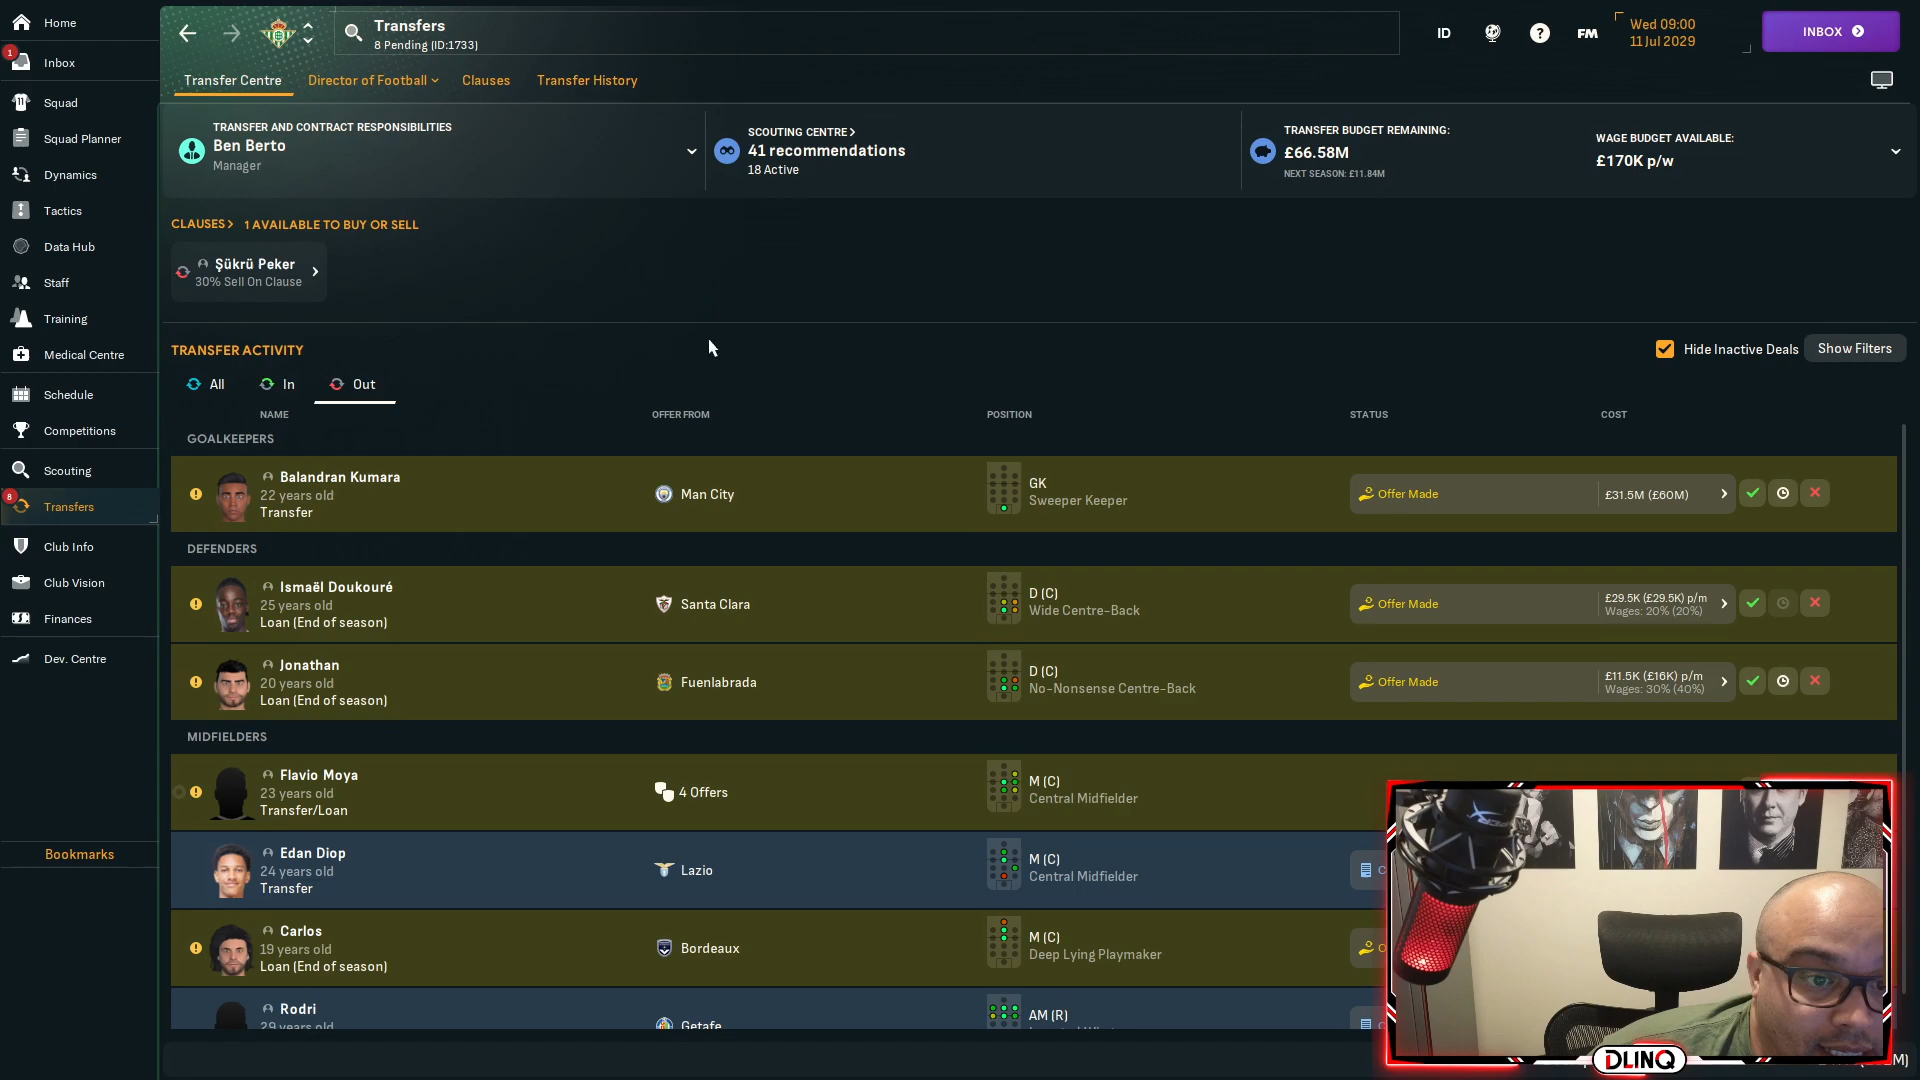 Home
Transfers
8 Pending (ID:1733)
ID
?
FM
Wed 09:00
11 Jul 2029
INBOX
1
Inbox
Squad
Squad Planner
Dynamics
Tactics
Data Hub
Staff
Training
Medical Centre
Schedule
Competitions
Scouting
8
Transfers
Club Info
Club Vision
Finances
Dev. Centre
Bookmarks
Transfer Centre
Director of Football
Clauses
Transfer History
TRANSFER AND CONTRACT RESPONSIBILITIES
Ben Berto
Manager
SCOUTING CENTRE >
41 recommendations
18 Active
TRANSFER BUDGET REMAINING:
£66.58M
NEXT SEASON: £11.84M
WAGE BUDGET AVAILABLE:
£170K p/w
CLAUSES > 1 AVAILABLE TO BUY OR SELL
Şükrü Peker
30% Sell On Clause
TRANSFER ACTIVITY
Hide Inactive Deals
Show Filters
All
In
Out
NAME OFFER FROM POSITION STATUS COST
GOALKEEPERS
Balandran Kumara
22 years old
Transfer
Man City
GK
Sweeper Keeper
Offer Made
£31.5M (£60M)
DEFENDERS
Ismaël Doukouré
25 years old
Loan (End of season)
Santa Clara
D (C)
Wide Centre-Back
Offer Made
£29.5K (£29.5K) p/m
Wages: 20% (20%)
Jonathan
20 years old
Loan (End of season)
Fuenlabrada
D (C)
No-Nonsense Centre-Back
Offer Made
£11.5K (£16K) p/m
Wages: 30% (40%)
MIDFIELDERS
Flavio Moya
23 years old
Transfer/Loan
4 Offers
M (C)
Central Midfielder
Edan Diop
24 years old
Transfer
Lazio
M (C)
Central Midfielder
C
Carlos
19 years old
Loan (End of season)
Bordeaux
M (C)
Deep Lying Playmaker
O
Rodri
29 years old
Getafe
AM (R)
C
DLINQ